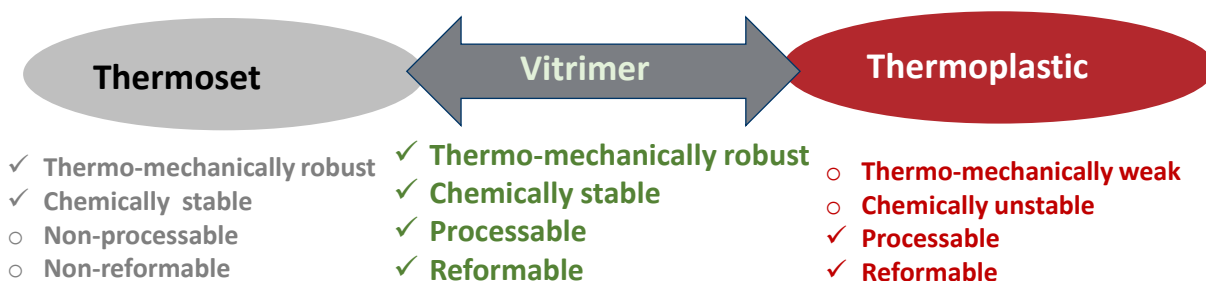 Thermoset
Vitrimer
Thermoplastic
✓ Thermo-mechanically robust
✓ Chemically stable
○ Non-processable
○ Non-reformable
✓ Thermo-mechanically robust
✓ Chemically stable
✓ Processable
✓ Reformable
○ Thermo-mechanically weak
○ Chemically unstable
✓ Processable
✓ Reformable